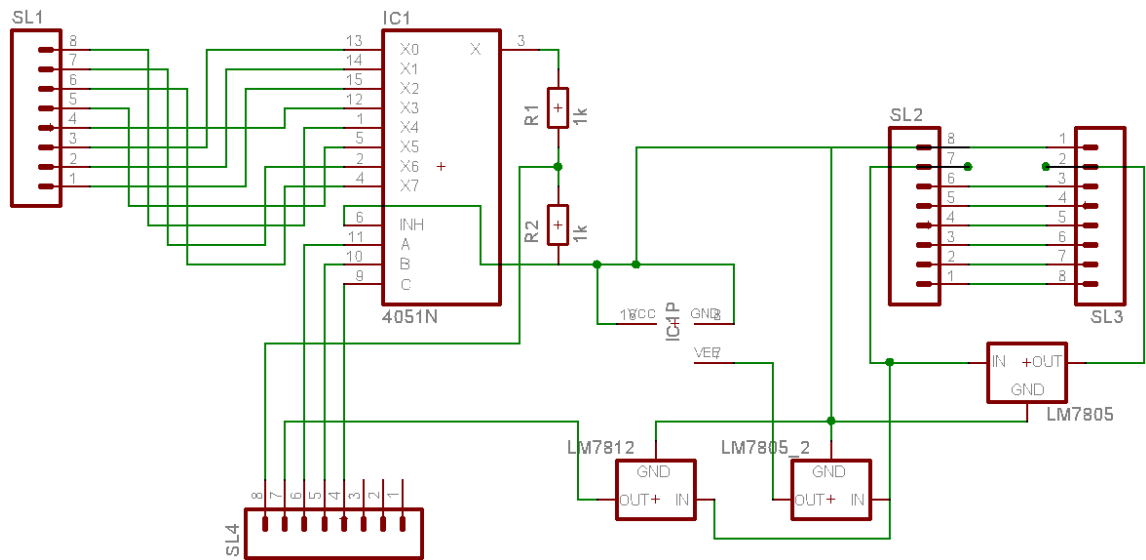 SL1
8
7
6
5
4
3
2
1
IC1
13 X0
14 X1
15 X2
12 X3
1 X4
5 X5
2 X6
4 X7
6 INH
11 A
10 B
9 C
X 3
4051N
R1
1k
R2
1k
VCC GND
IC1P
VEE
SL2
8
7
6
5
4
3
2
1
1
2
3
4
5
6
7
8
SL3
IN OUT
GND
LM7805
LM7812
GND
OUT IN
LM7805_2
GND
OUT IN
8 7 6 5 4 3 2 1
SL4